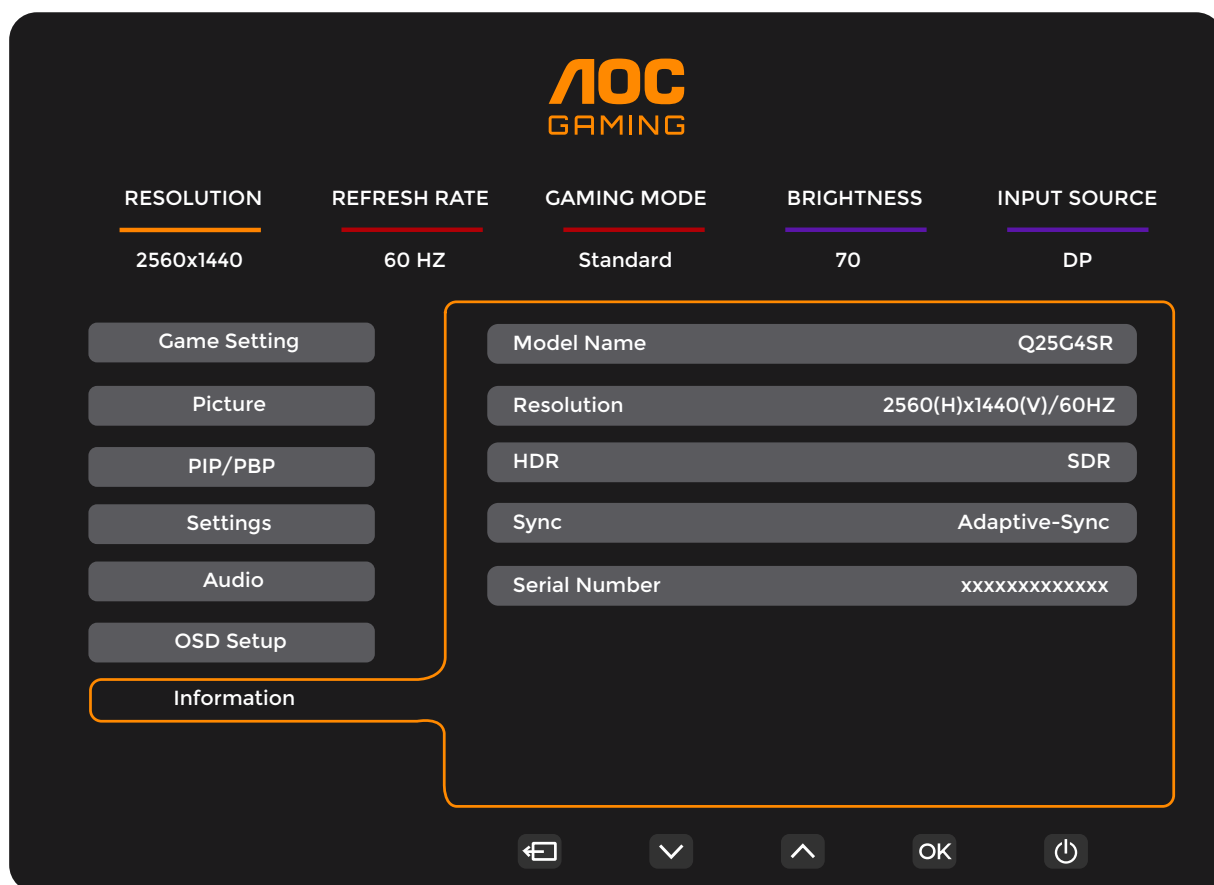 AOC
GAMING
RESOLUTION REFRESH RATE GAMING MODE BRIGHTNESS INPUT SOURCE
2560x1440 60 HZ Standard 70 DP
Game Setting
Picture
PIP/PBP
Settings
Audio
OSD Setup
Information
Model Name Q25G4SR
Resolution 2560(H)x1440(V)/60HZ
HDR SDR
Sync Adaptive-Sync
Serial Number xxxxxxxxxxxxx
OK